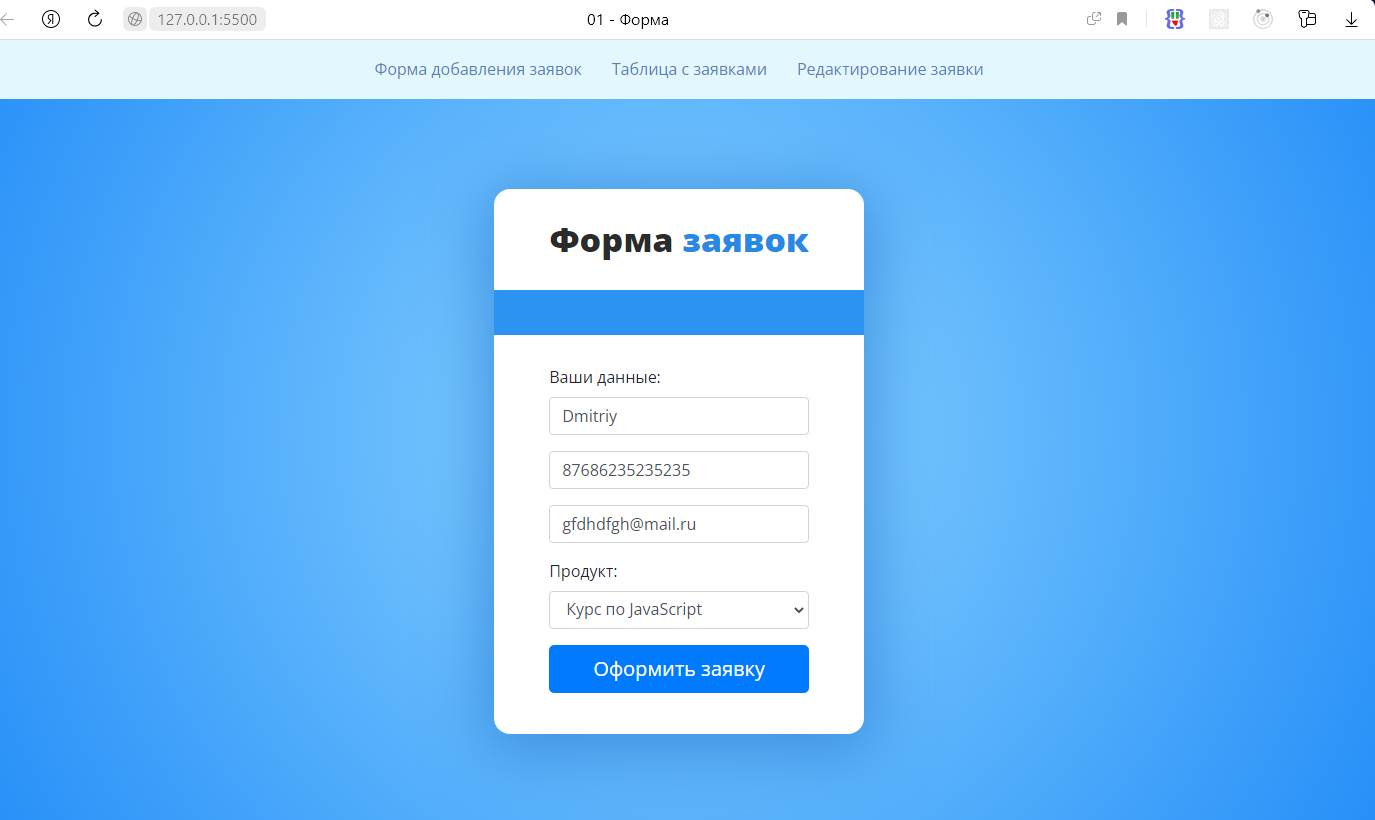 127.0.0.1:5500
01 - Форма
Форма добавления заявок Таблица с заявками Редактирование заявки
Форма заявок
Ваши данные:
Dmitriy
87686235235235
gfdhdfgh@mail.ru
Продукт:
Курс по JavaScript
Оформить заявку